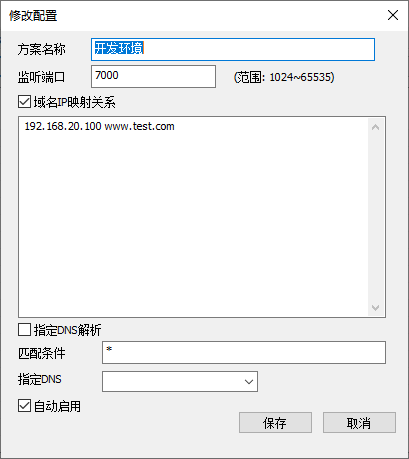 修改配置
方案名称 开发环境
监听端口 7000 (范围: 1024~65535)
域名IP映射关系
192.168.20.100 www.test.com
指定DNS解析
匹配条件 *
指定DNS
自动启用
保存 取消